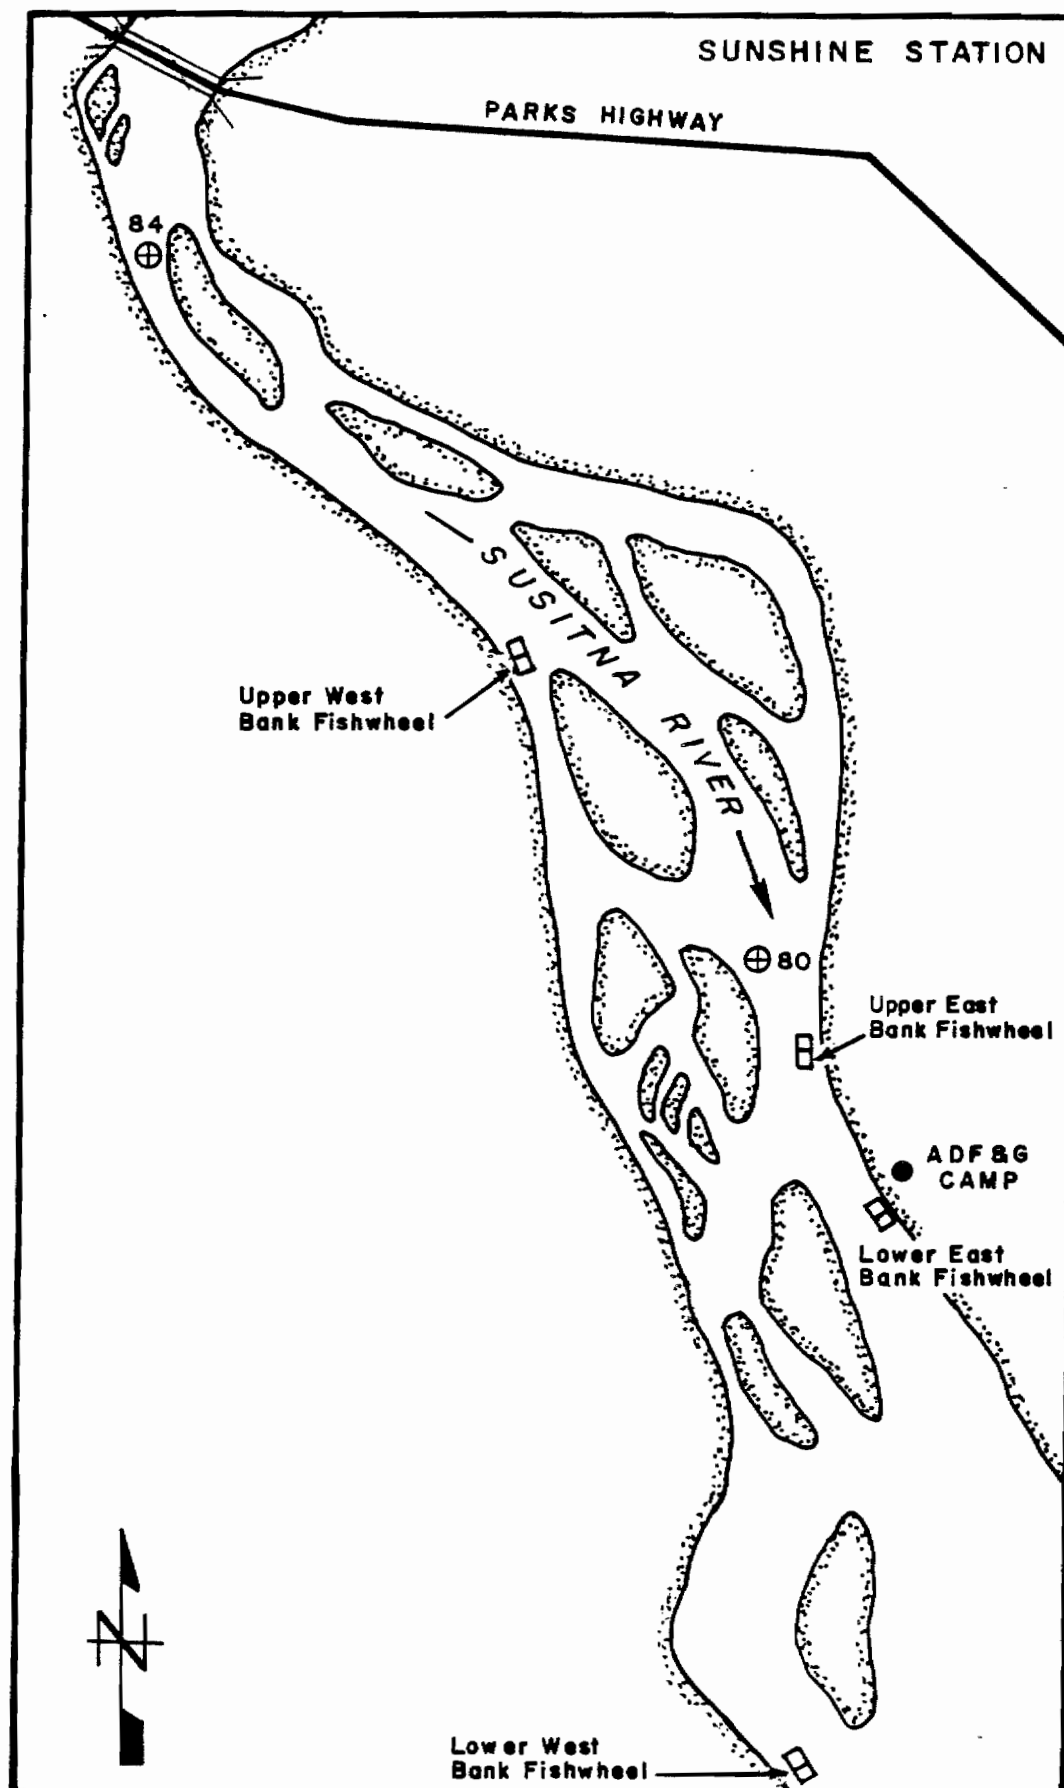 SUNSHINE STATION
PARKS HIGHWAY
84
SUSITNA RIVER
Upper West
Bank Fishwheel
80
Upper East
Bank Fishwheel
ADF&G
CAMP
Lower East
Bank Fishwheel
N
Lower West
Bank Fishwheel